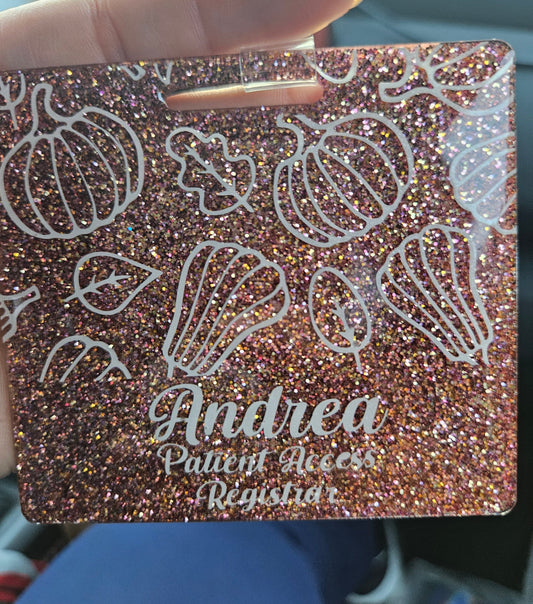 Andrea
Patient Access
Registrar